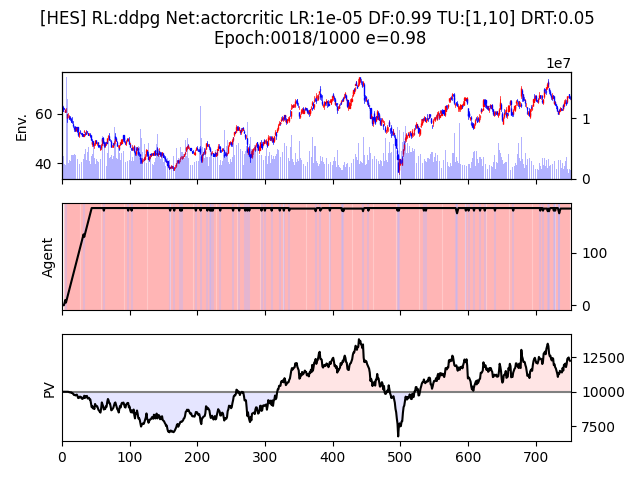 [HES] RL:ddpg Net:actorcritic LR:1e-05 DF:0.99 TU:[1,10] DRT:0.05
Epoch:0018/1000 e=0.98
1e7
Env.
60
40
1
0
Agent
100
0
PV
12500
10000
7500
0 100 200 300 400 500 600 700